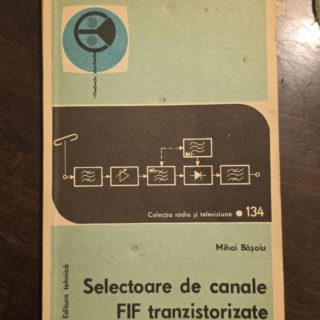 Colecția radio și televiziune • 134
Mihai Bășoiu
Selectoare de canale
FIF tranzistorizate
Editura tehnică